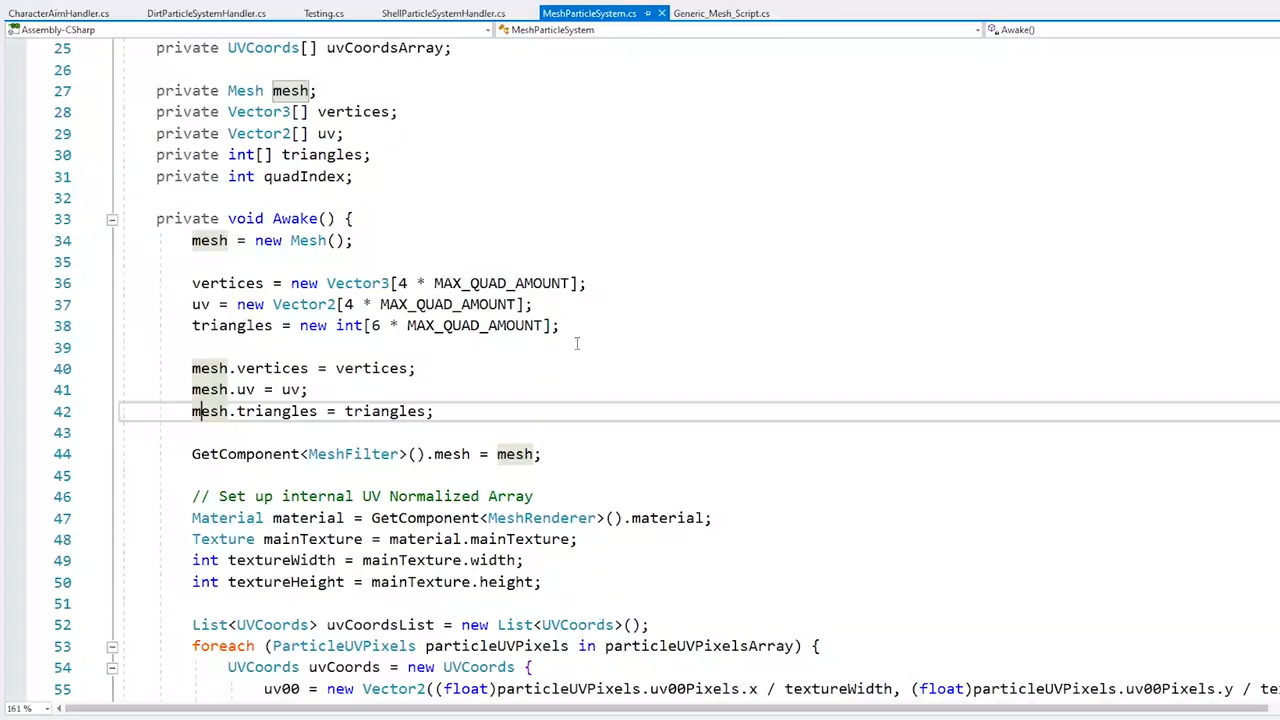 CharacterAimHandler.cs DirtParticleSystemHandler.cs Testing.cs ShellParticleSystemHandler.cs MeshParticleSystem.cs Generic_Mesh_Script.cs
Assembly-CSharp MeshParticleSystem Awake()
25 private UVCoords[] uvCoordsArray;
26
27 private Mesh mesh;
28 private Vector3[] vertices;
29 private Vector2[] uv;
30 private int[] triangles;
31 private int quadIndex;
32
33 private void Awake() {
34 mesh = new Mesh();
35
36 vertices = new Vector3[4 * MAX_QUAD_AMOUNT];
37 uv = new Vector2[4 * MAX_QUAD_AMOUNT];
38 triangles = new int[6 * MAX_QUAD_AMOUNT];
39
40 mesh.vertices = vertices;
41 mesh.uv = uv;
42 mesh.triangles = triangles;
43
44 GetComponent<MeshFilter>().mesh = mesh;
45
46 // Set up internal UV Normalized Array
47 Material material = GetComponent<MeshRenderer>().material;
48 Texture mainTexture = material.mainTexture;
49 int textureWidth = mainTexture.width;
50 int textureHeight = mainTexture.height;
51
52 List<UVCoords> uvCoordsList = new List<UVCoords>();
53 foreach (ParticleUVPixels particleUVPixels in particleUVPixelsArray) {
54 UVCoords uvCoords = new UVCoords {
55 uv00 = new Vector2((float)particleUVPixels.uv00Pixels.x / textureWidth, (float)particleUVPixels.uv00Pixels.y / te
161 %